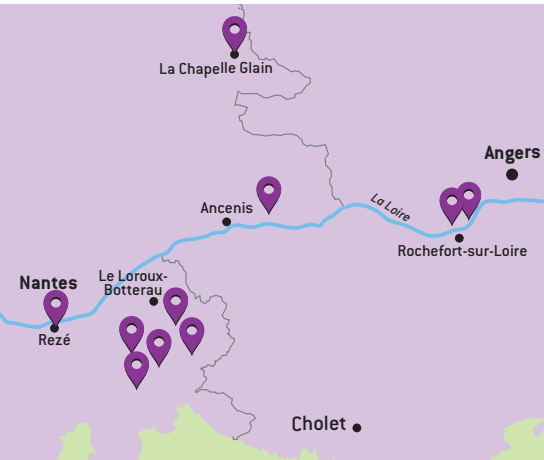 La Chapelle Glain
Angers
La Loire
Ancenis
Rochefort-sur-Loire
Le Loroux-
Botterau
Nantes
Rezé
Cholet